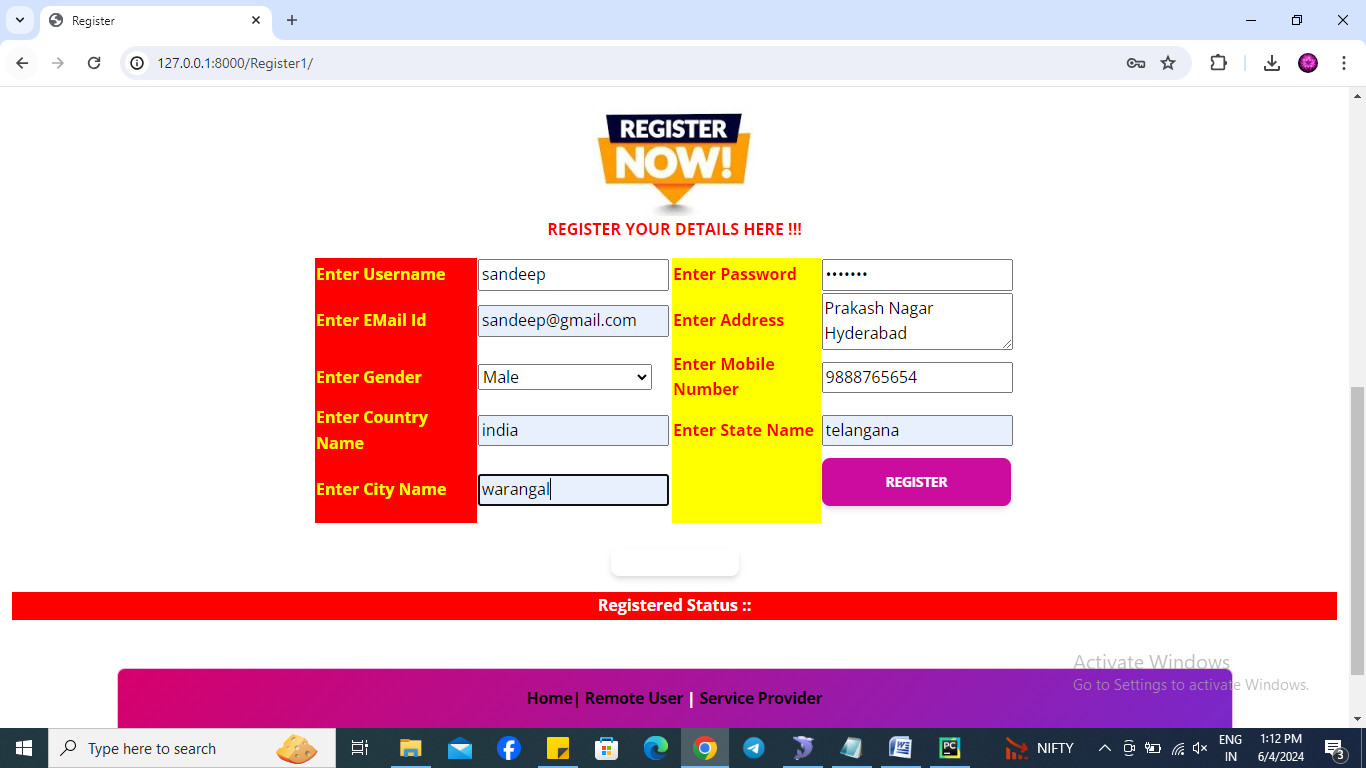 Register
127.0.0.1:8000/Register1/
REGISTER
NOW!
REGISTER YOUR DETAILS HERE !!!
Enter Username
sandeep
Enter Password
•••••••
Enter EMail Id
sandeep@gmail.com
Enter Address
Prakash Nagar
Hyderabad
Enter Gender
Male
Enter Mobile
Number
9888765654
Enter Country
Name
india
Enter State Name
telangana
Enter City Name
warangal
REGISTER
Registered Status ::
Home| Remote User | Service Provider
Activate Windows
Go to Settings to activate Windows.
Type here to search
W
PC
NIFTY
ENG
IN
1:12 PM
6/4/2024
3